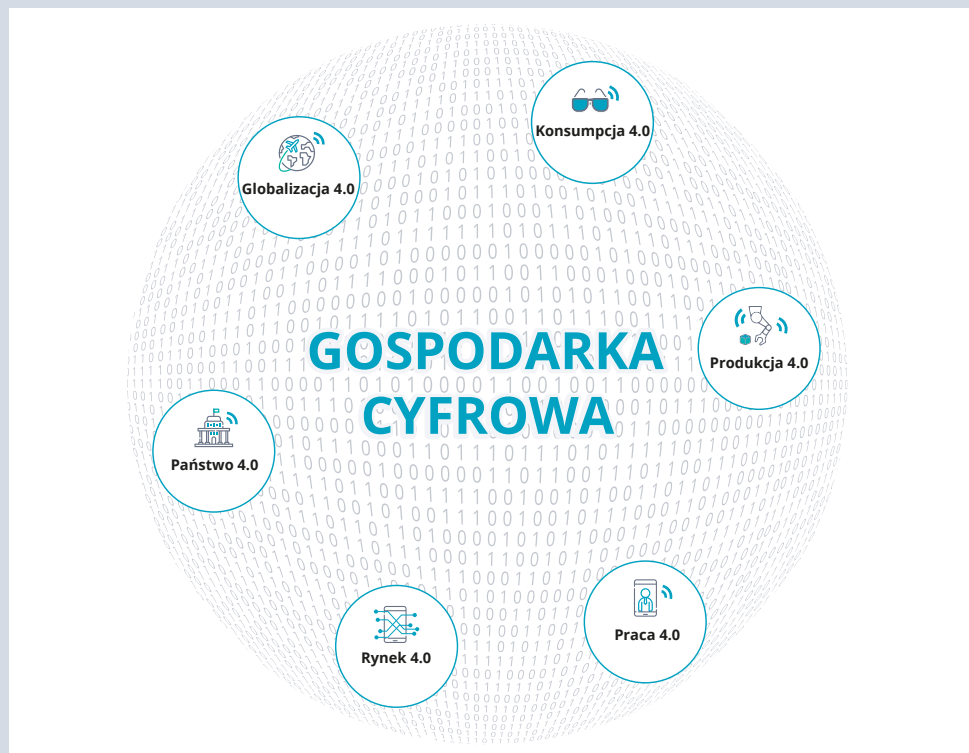 Konsumpcja 4.0
Globalizacja 4.0
GOSPODARKA
CYFROWA
Produkcja 4.0
Państwo 4.0
Praca 4.0
Rynek 4.0